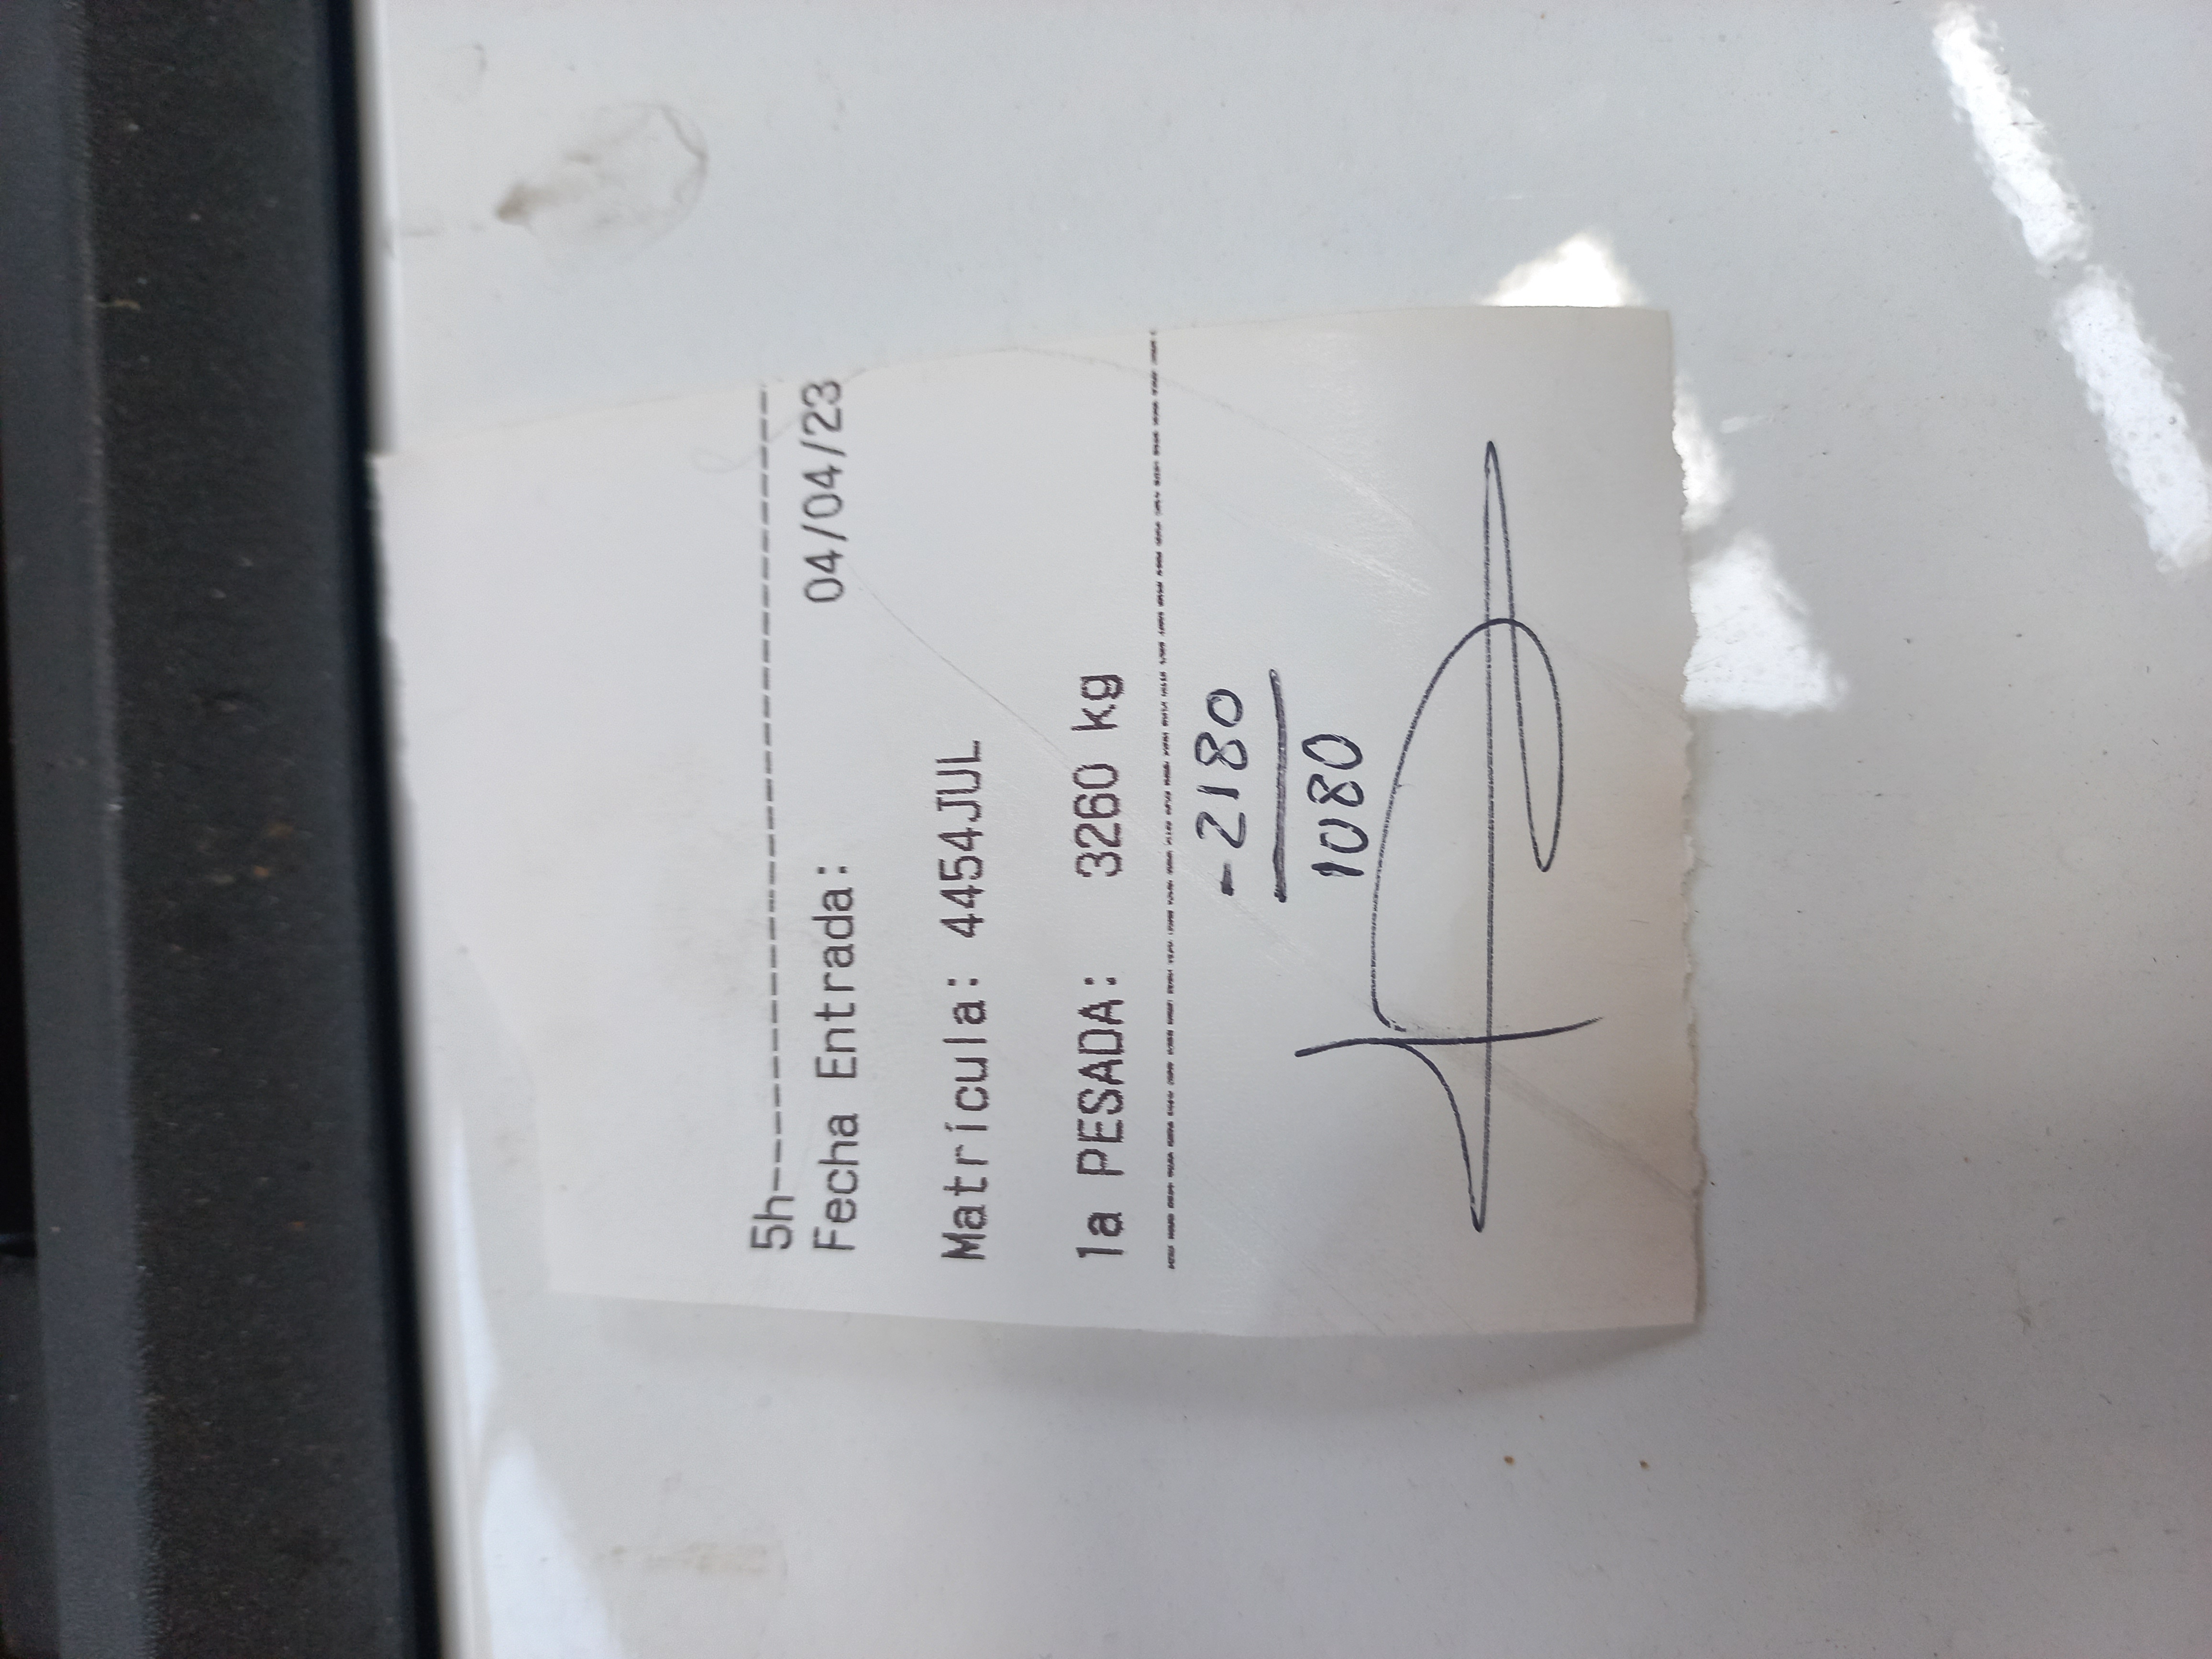 5h--------------------------
Fecha Entrada: 04/04/23
Matrícula: 4454JUL
1a PESADA: 3260 kg
----------------------------------------
-2180
1080